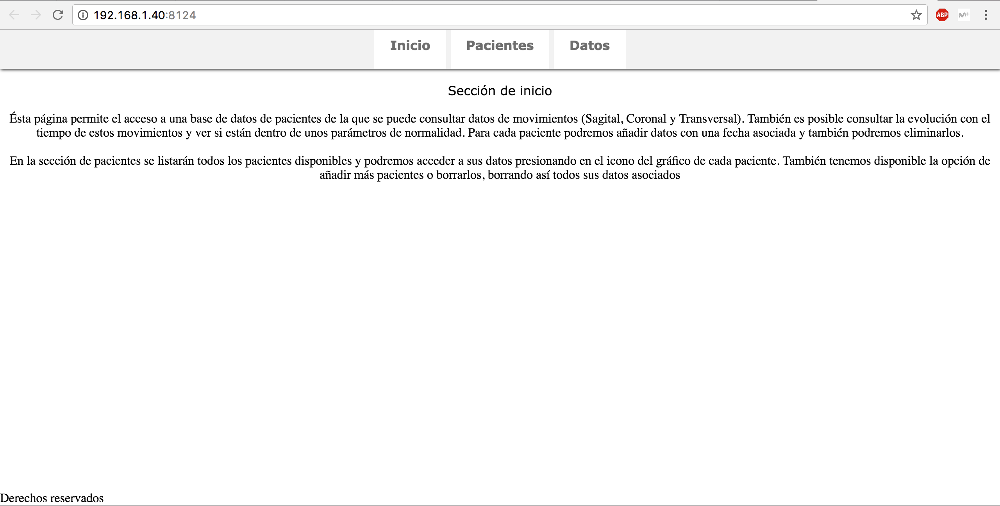 192.168.1.40:8124
ABP
Inicio Pacientes Datos
Sección de inicio
Ésta página permite el acceso a una base de datos de pacientes de la que se puede consultar datos de movimientos (Sagital, Coronal y Transversal). También es posible consultar la evolución con el
tiempo de estos movimientos y ver si están dentro de unos parámetros de normalidad. Para cada paciente podremos añadir datos con una fecha asociada y también podremos eliminarlos.
En la sección de pacientes se listarán todos los pacientes disponibles y podremos acceder a sus datos presionando en el icono del gráfico de cada paciente. También tenemos disponible la opción de
añadir más pacientes o borrarlos, borrando así todos sus datos asociados
Derechos reservados